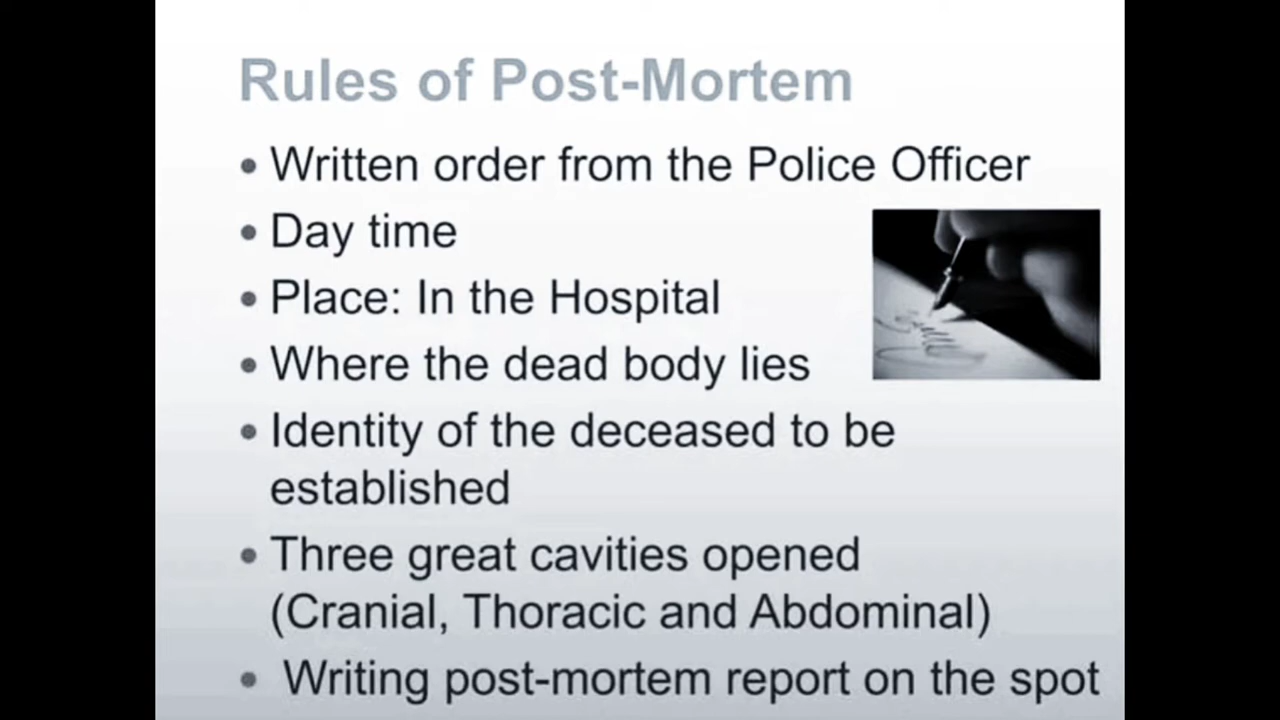 Rules of Post-Mortem
• Written order from the Police Officer
• Day time
• Place: In the Hospital
• Where the dead body lies
• Identity of the deceased to be
established
• Three great cavities opened
(Cranial, Thoracic and Abdominal)
• Writing post-mortem report on the spot